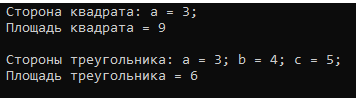 Сторона квадрата: a = 3;
Площадь квадрата = 9
Стороны треугольника: a = 3; b = 4; c = 5;
Площадь треугольника = 6